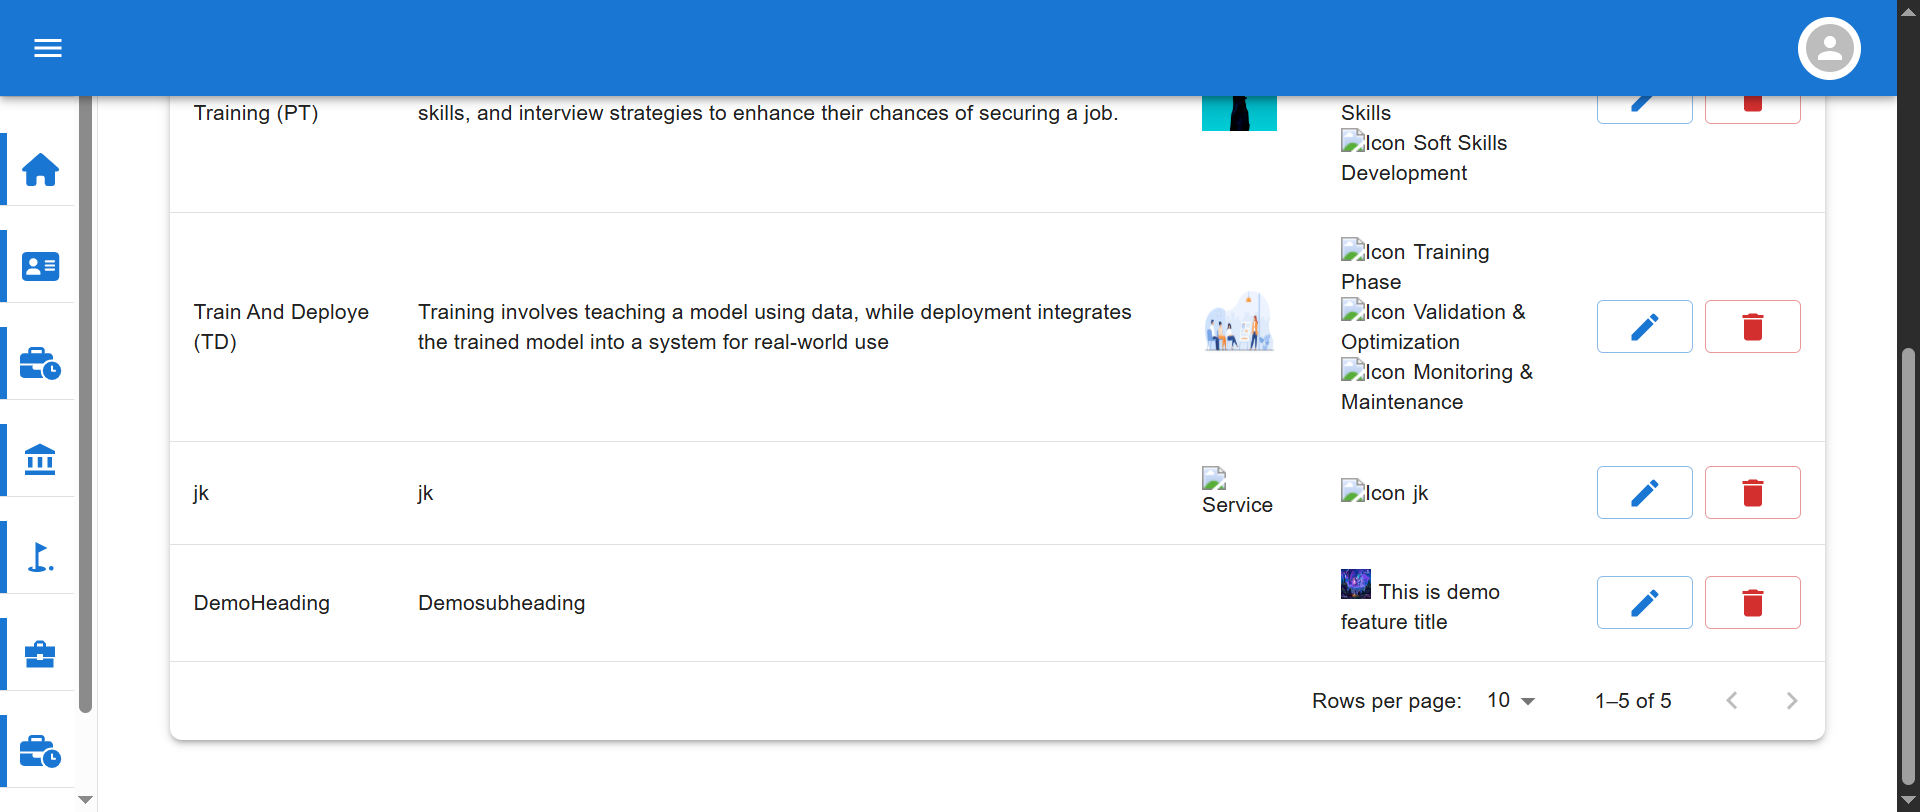 Training (PT)
skills, and interview strategies to enhance their chances of securing a job.
Skills
Icon Soft Skills
Development
Train And Deploye
(TD)
Training involves teaching a model using data, while deployment integrates
the trained model into a system for real-world use
Icon Training
Phase
Icon Validation &
Optimization
Icon Monitoring &
Maintenance
jk
jk
Service
Icon jk
DemoHeading
Demosubheading
This is demo
feature title
Rows per page: 10
1–5 of 5